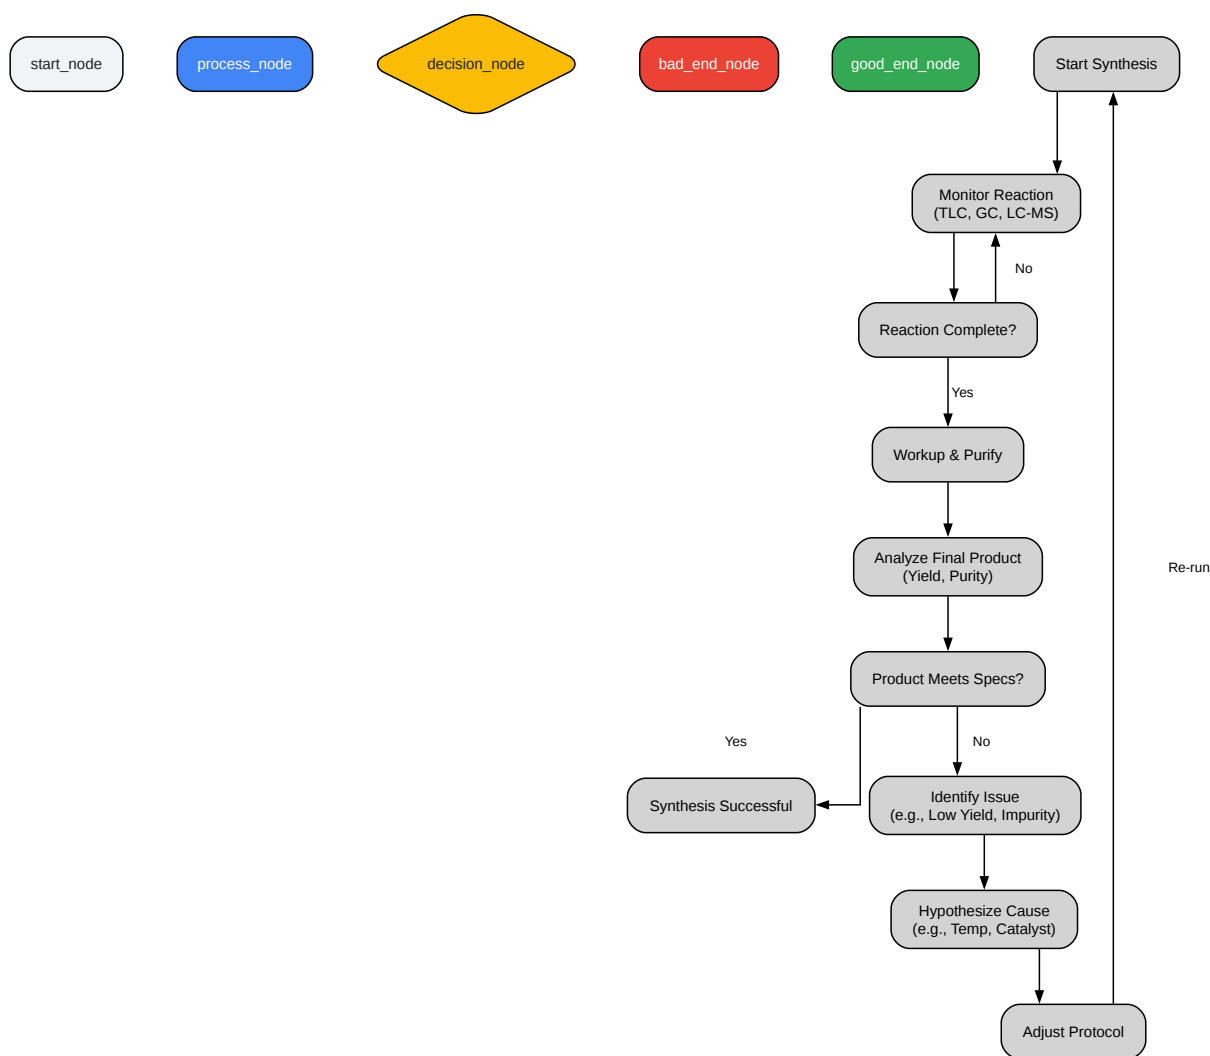 start_node
process_node
decision_node
bad_end_node
good_end_node
Start Synthesis
Monitor Reaction
(TLC, GC, LC-MS)
No
Reaction Complete?
Yes
Workup & Purify
Analyze Final Product
(Yield, Purity)
Re-run
Product Meets Specs?
Yes
No
Synthesis Successful
Identify Issue
(e.g., Low Yield, Impurity)
Hypothesize Cause
(e.g., Temp, Catalyst)
Adjust Protocol